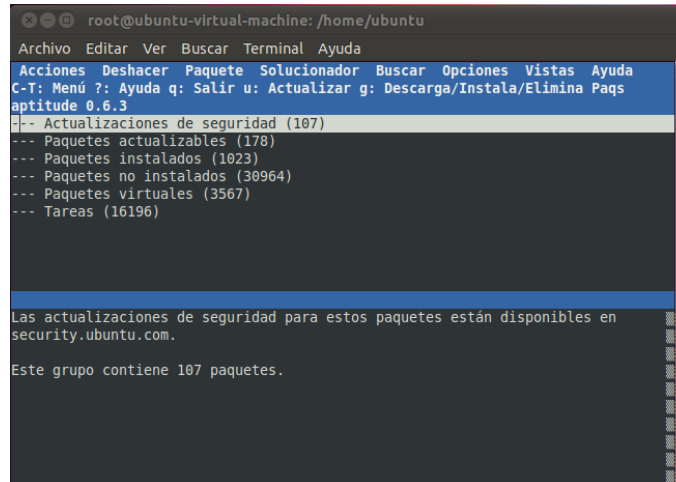 root@ubuntu-virtual-machine: /home/ubuntu
Archivo Editar Ver Buscar Terminal Ayuda
Acciones Deshacer Paquete Solucionador Buscar Opciones Vistas Ayuda
C-T: Menú ?: Ayuda q: Salir u: Actualizar g: Descarga/Instala/Elimina Paqs
aptitude 0.6.3
--- Actualizaciones de seguridad (107)
--- Paquetes actualizables (178)
--- Paquetes instalados (1023)
--- Paquetes no instalados (30964)
--- Paquetes virtuales (3567)
--- Tareas (16196)
Las actualizaciones de seguridad para estos paquetes están disponibles en
security.ubuntu.com.
Este grupo contiene 107 paquetes.